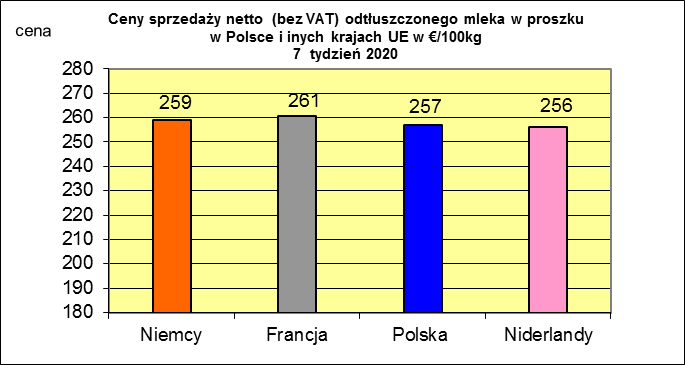 Ceny sprzedaży netto (bez VAT) odtłuszczonego mleka w proszku
w Polsce i inych krajach UE w €/100kg
7 tydzień 2020
cena
280
270
260
250
240
230
220
210
200
190
180
259
261
257
256
Niemcy
Francja
Polska
Niderlandy